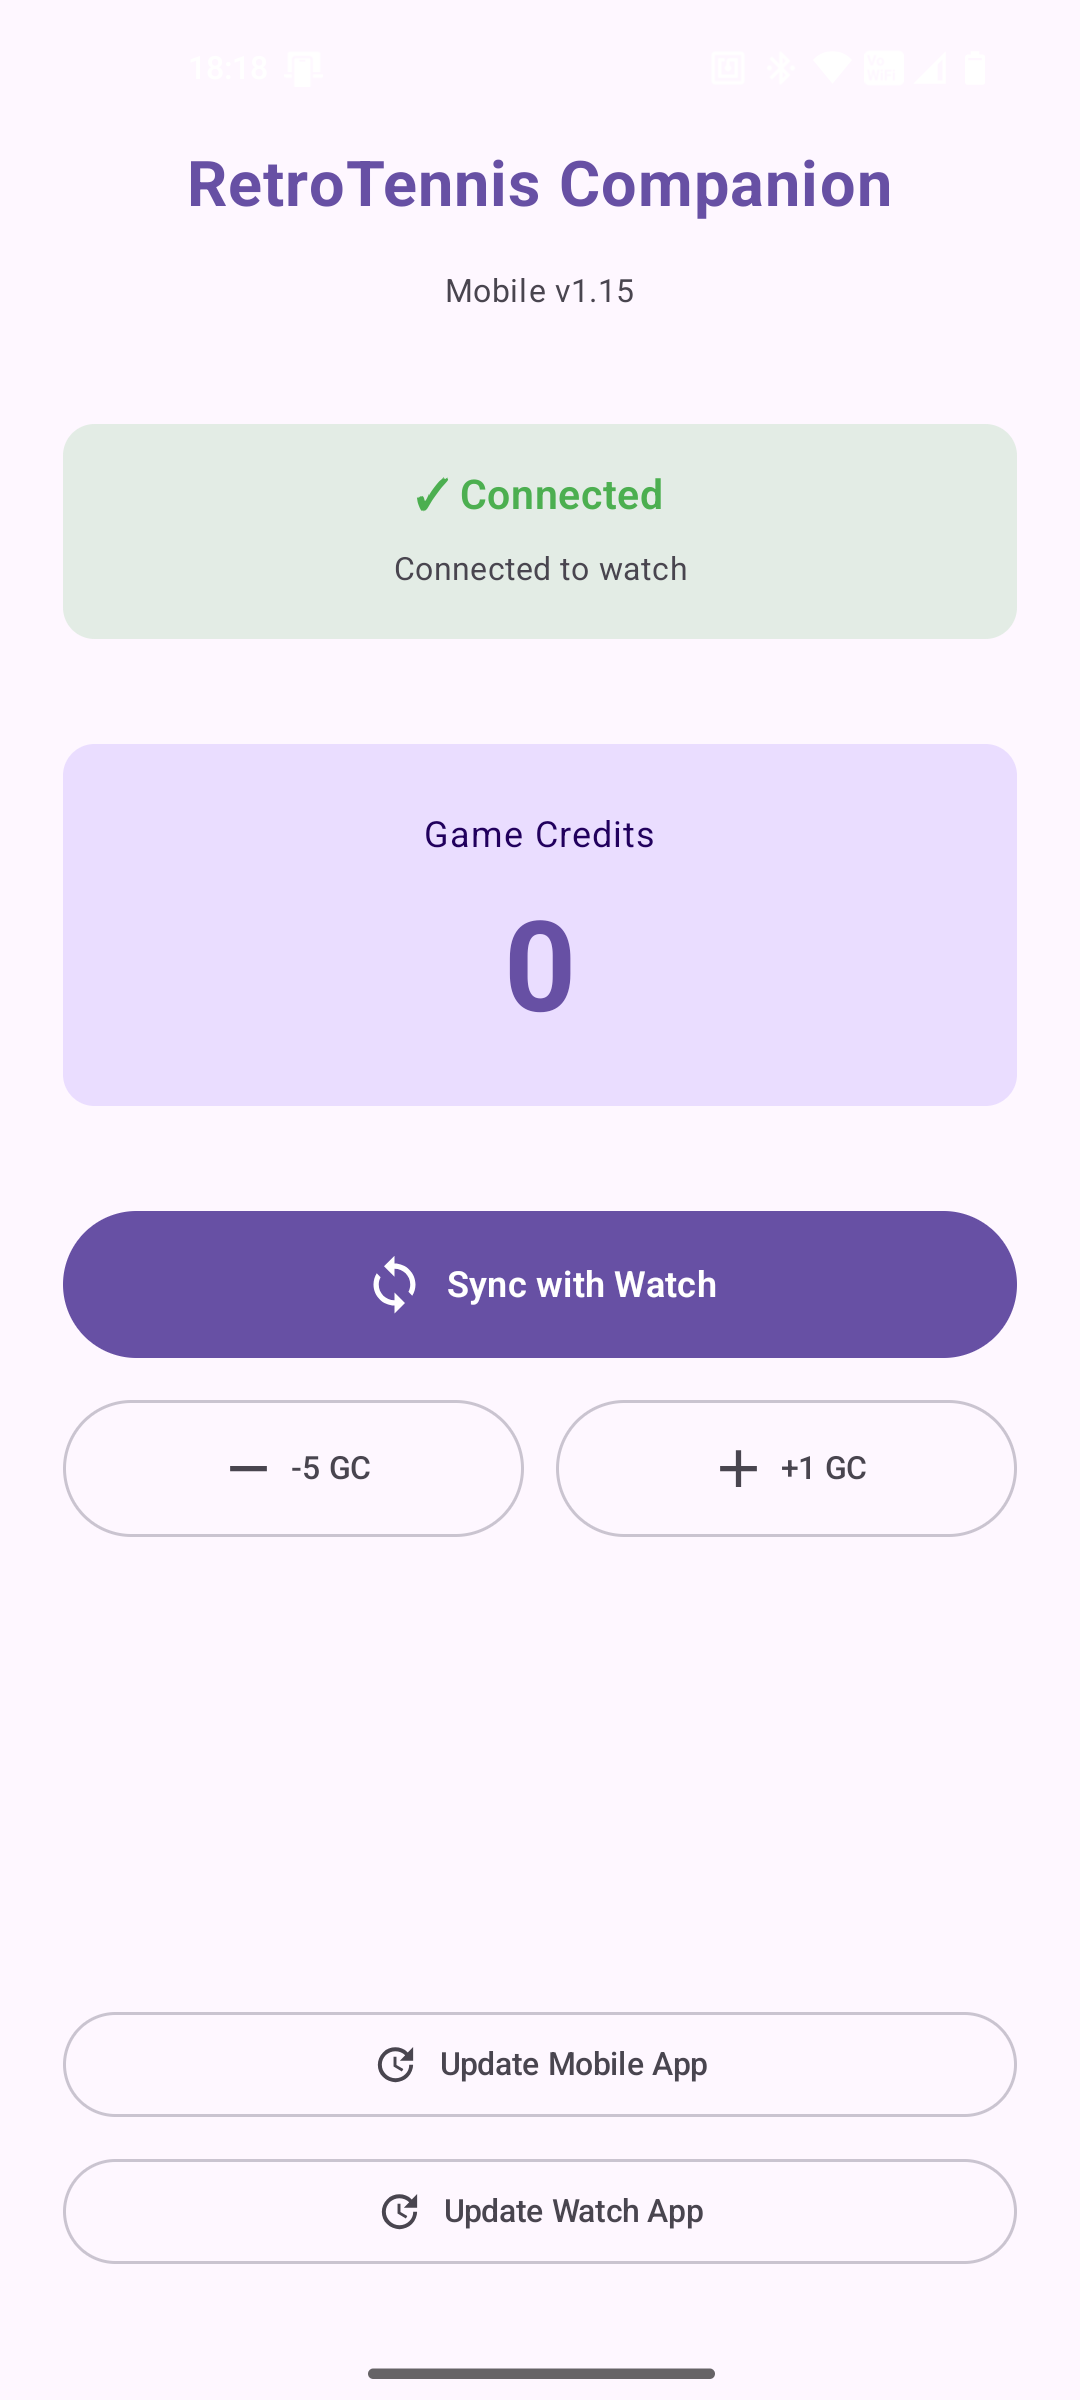 18:18
RetroTennis Companion
Mobile v1.15
✓ Connected
Connected to watch
Game Credits
0
Sync with Watch
-5 GC
+1 GC
Update Mobile App
Update Watch App